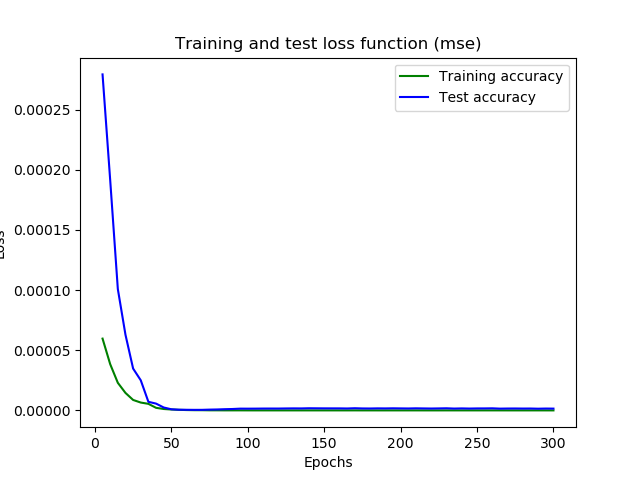 Training and test loss function (mse)
Training accuracy
Test accuracy
0.00025
0.00020
0.00015
0.00010
0.00005
0.00000
Loss
0 50 100 150 200 250 300
Epochs